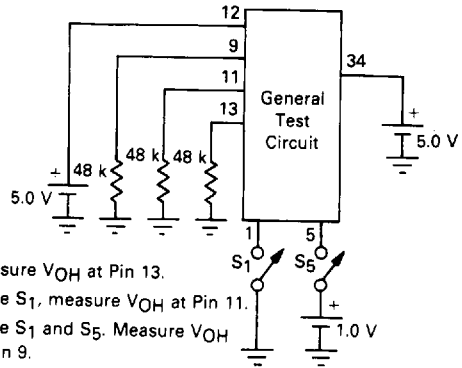 12
9
11
13
34
General
Test
Circuit
+
5.0 V
48 k
48 k
48 k
+
5.0 V
1
5
S1
S5
+
1.0 V
sure VOH at Pin 13.
e S1, measure VOH at Pin 11.
e S1 and S5. Measure VOH
n 9.